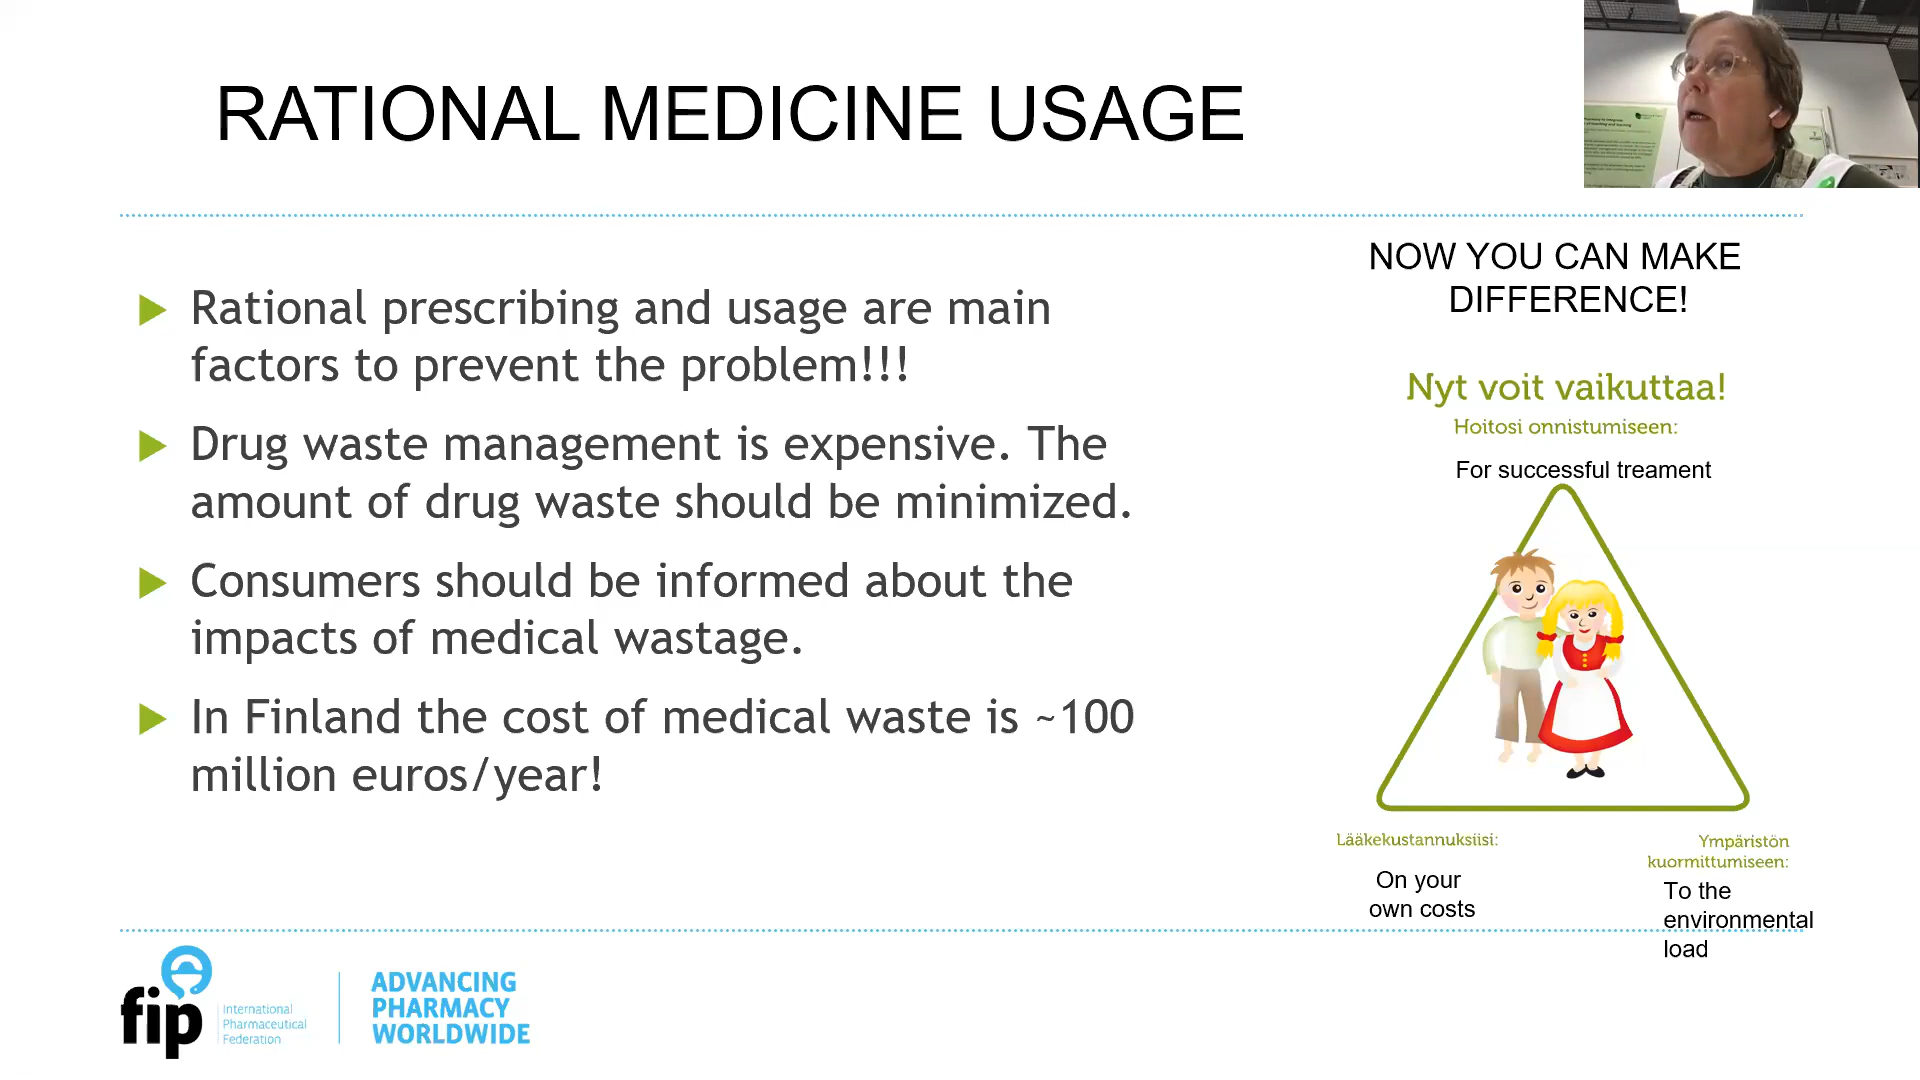 RATIONAL MEDICINE USAGE
Rational prescribing and usage are main
factors to prevent the problem!!!
Drug waste management is expensive. The
amount of drug waste should be minimized.
Consumers should be informed about the
impacts of medical wastage.
In Finland the cost of medical waste is ~100
million euros/year!
NOW YOU CAN MAKE
DIFFERENCE!
Nyt voit vaikuttaa!
Hoitosi onnistumiseen:
For successful treament
Lääkekustannuksiisi:
On your
own costs
Ympäristön
kuormittumiseen:
To the
environmental
load
fip
International
Pharmaceutical
Federation
ADVANCING
PHARMACY
WORLDWIDE